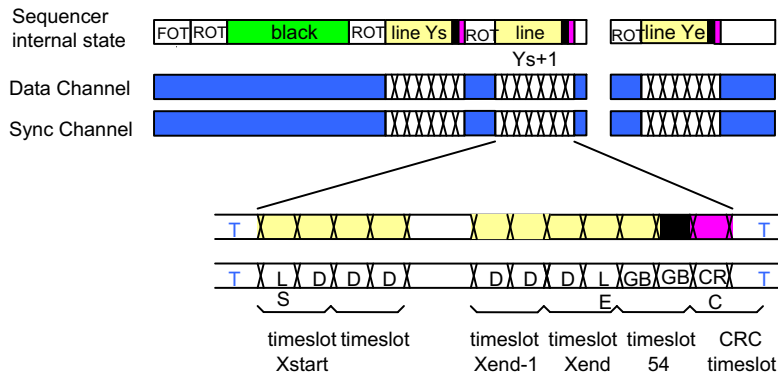 Sequencer
internal state
FOT ROT black ROT line Ys ROT line ROT line Ye
Ys+1
Data Channel
Sync Channel
T T
T L D D D D D D L GB GB CR T
S E C
timeslot timeslot timeslot timeslot timeslot CRC
Xstart Xend-1 Xend 54 timeslot